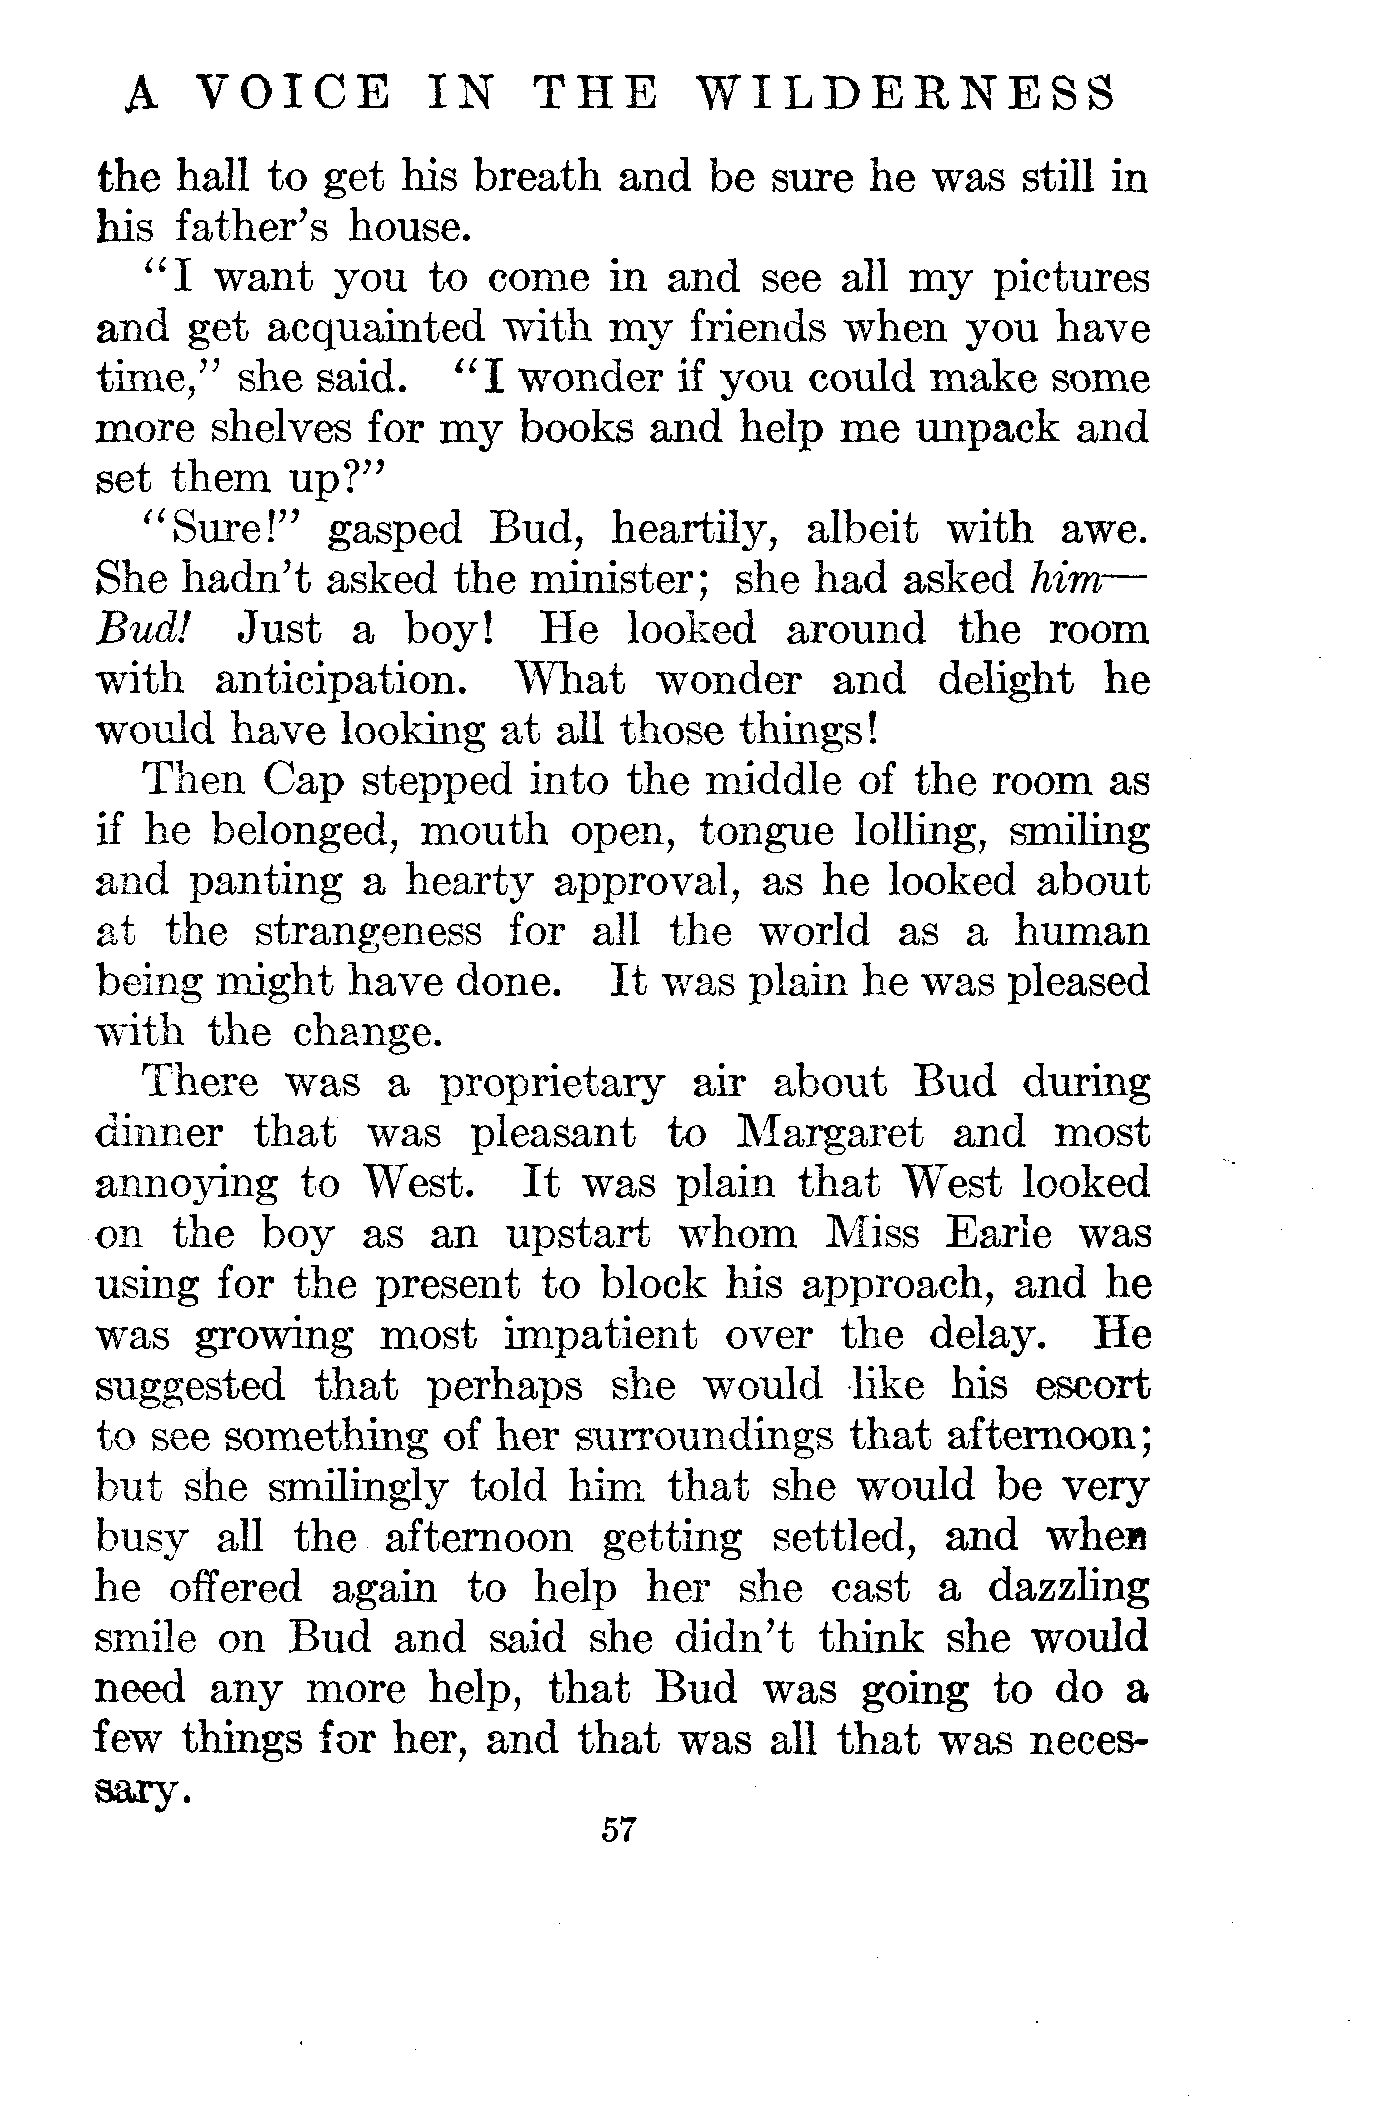 A VOICE IN THE WILDERNESS
the hall to get his breath and be sure he was still in
his father's house.
"I want you to come in and see all my pictures
and get acquainted with my friends when you have
time," she said. "I wonder if you could make some
more shelves for my books and help me unpack and
set them up?"
"Sure!" gasped Bud, heartily, albeit with awe.
She hadn't asked the minister; she had asked him—
Bud! Just a boy! He looked around the room
with anticipation. What wonder and delight he
would have looking at all those things!
Then Cap stepped into the middle of the room as
if he belonged, mouth open, tongue lolling, smiling
and panting a hearty approval, as he looked about
at the strangeness for all the world as a human
being might have done. It was plain he was pleased
with the change.
There was a proprietary air about Bud during
dinner that was pleasant to Margaret and most
annoying to West. It was plain that West looked
on the boy as an upstart whom Miss Earle was
using for the present to block his approach, and he
was growing most impatient over the delay. He
suggested that perhaps she would like his escort
to see something of her surroundings that afternoon;
but she smilingly told him that she would be very
busy all the afternoon getting settled, and when
he offered again to help her she cast a dazzling
smile on Bud and said she didn't think she would
need any more help, that Bud was going to do a
few things for her, and that was all that was neces-
sary.
57